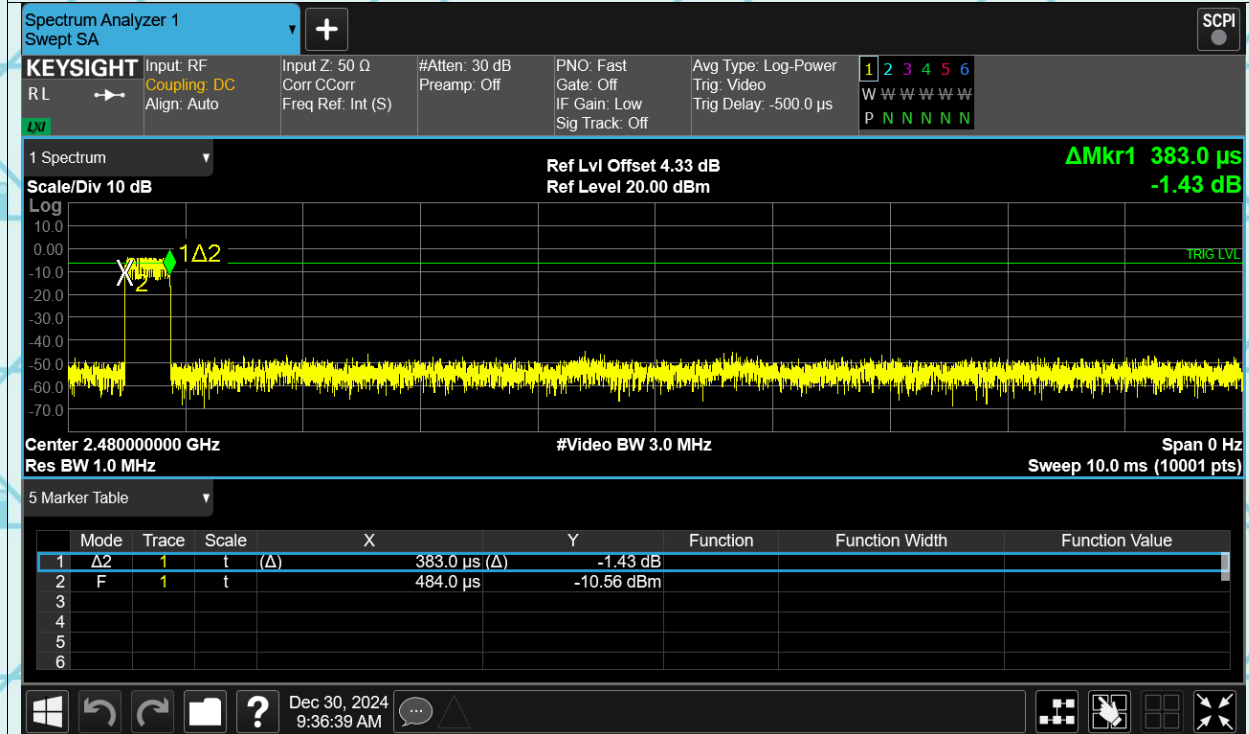 Spectrum Analyzer 1
Swept SA
SCPI
KEYSIGHT
R L
LXI
Input: RF
Coupling: DC
Align: Auto
Input Z: 50 Ω
Corr CCorr
Freq Ref: Int (S)
#Atten: 30 dB
Preamp: Off
PNO: Fast
Gate: Off
IF Gain: Low
Sig Track: Off
Avg Type: Log-Power
Trig: Video
Trig Delay: -500.0 µs
1 2 3 4 5 6
W W W W W W
P N N N N N
1 Spectrum
Scale/Div 10 dB
Ref Lvl Offset 4.33 dB
Ref Level 20.00 dBm
ΔMkr1 383.0 µs
-1.43 dB
Log
10.0
0.00
-10.0
-20.0
-30.0
-40.0
-50.0
-60.0
-70.0
1Δ2
2
TRIG LVL
Center 2.480000000 GHz
#Video BW 3.0 MHz
Span 0 Hz
Res BW 1.0 MHz
Sweep 10.0 ms (10001 pts)
5 Marker Table
Mode Trace Scale X Y Function Function Width Function Value
1 Δ2 1 t (Δ) 383.0 µs (Δ) -1.43 dB
2 F 1 t 484.0 µs -10.56 dBm
3
4
5
6
?
Dec 30, 2024
9:36:39 AM